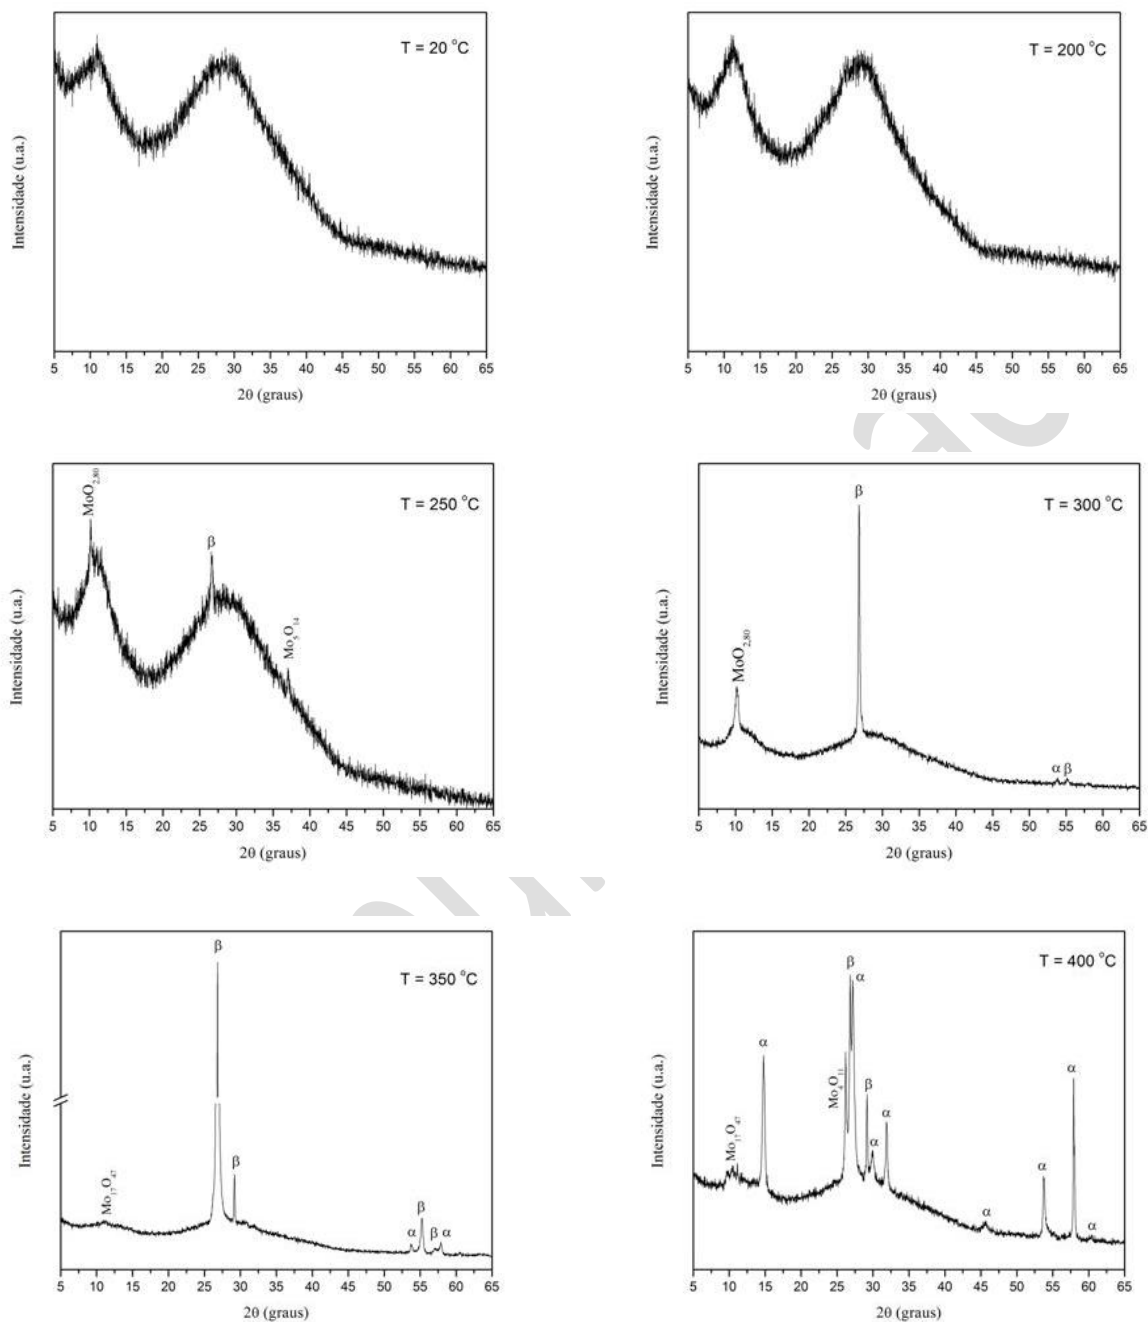 T = 20 °C
Intensidade (u.a.)
5 10 15 20 25 30 35 40 45 50 55 60 65
2θ (graus)
T = 200 °C
Intensidade (u.a.)
5 10 15 20 25 30 35 40 45 50 55 60 65
2θ (graus)
T = 250 °C
MoO2,80
β
Mo5O14
Intensidade (u.a.)
5 10 15 20 25 30 35 40 45 50 55 60 65
2θ (graus)
T = 300 °C
β
MoO2,80
α β
Intensidade (u.a.)
5 10 15 20 25 30 35 40 45 50 55 60 65
2θ (graus)
β
T = 350 °C
Mo17O47
β
α β β α
Intensidade (u.a.)
5 10 15 20 25 30 35 40 45 50 55 60 65
2θ (graus)
T = 400 °C
β α
α
Mo4O11
β
α α
Mo17O47
α
α
α
α
Intensidade (u.a.)
5 10 15 20 25 30 35 40 45 50 55 60 65
2θ (graus)